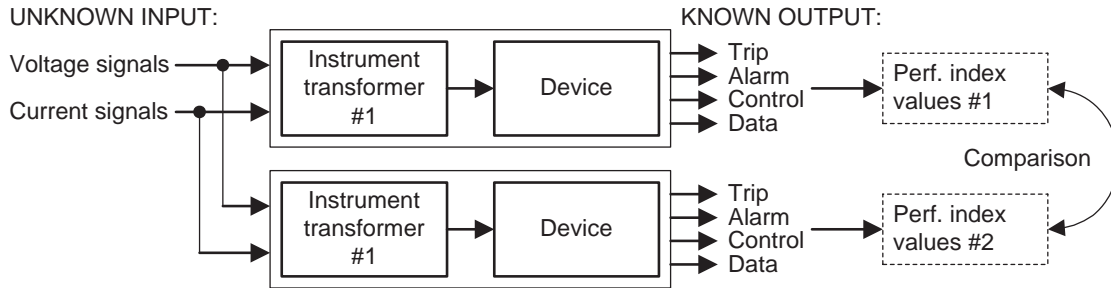 UNKNOWN INPUT:
KNOWN OUTPUT:
Voltage signals
Current signals
Instrument
transformer
#1
Device
Trip
Alarm
Control
Data
Perf. index
values #1
Comparison
Instrument
transformer
#1
Device
Trip
Alarm
Control
Data
Perf. index
values #2